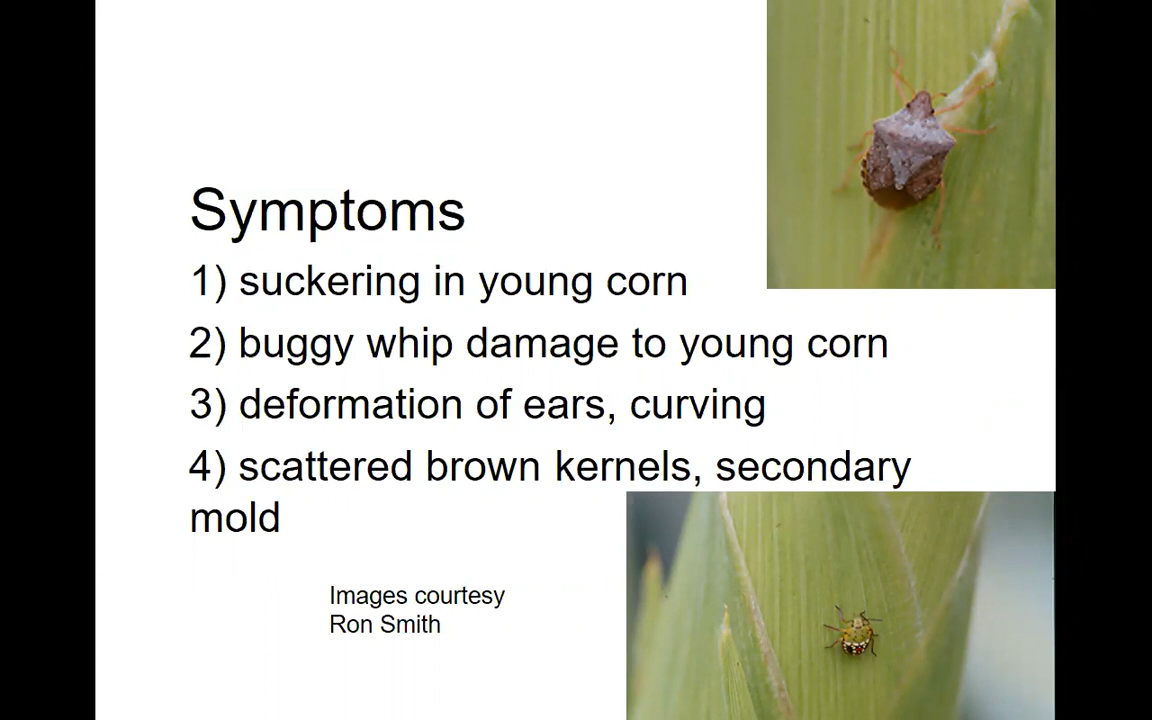 Symptoms
1) suckering in young corn
2) buggy whip damage to young corn
3) deformation of ears, curving
4) scattered brown kernels, secondary
mold
Images courtesy
Ron Smith